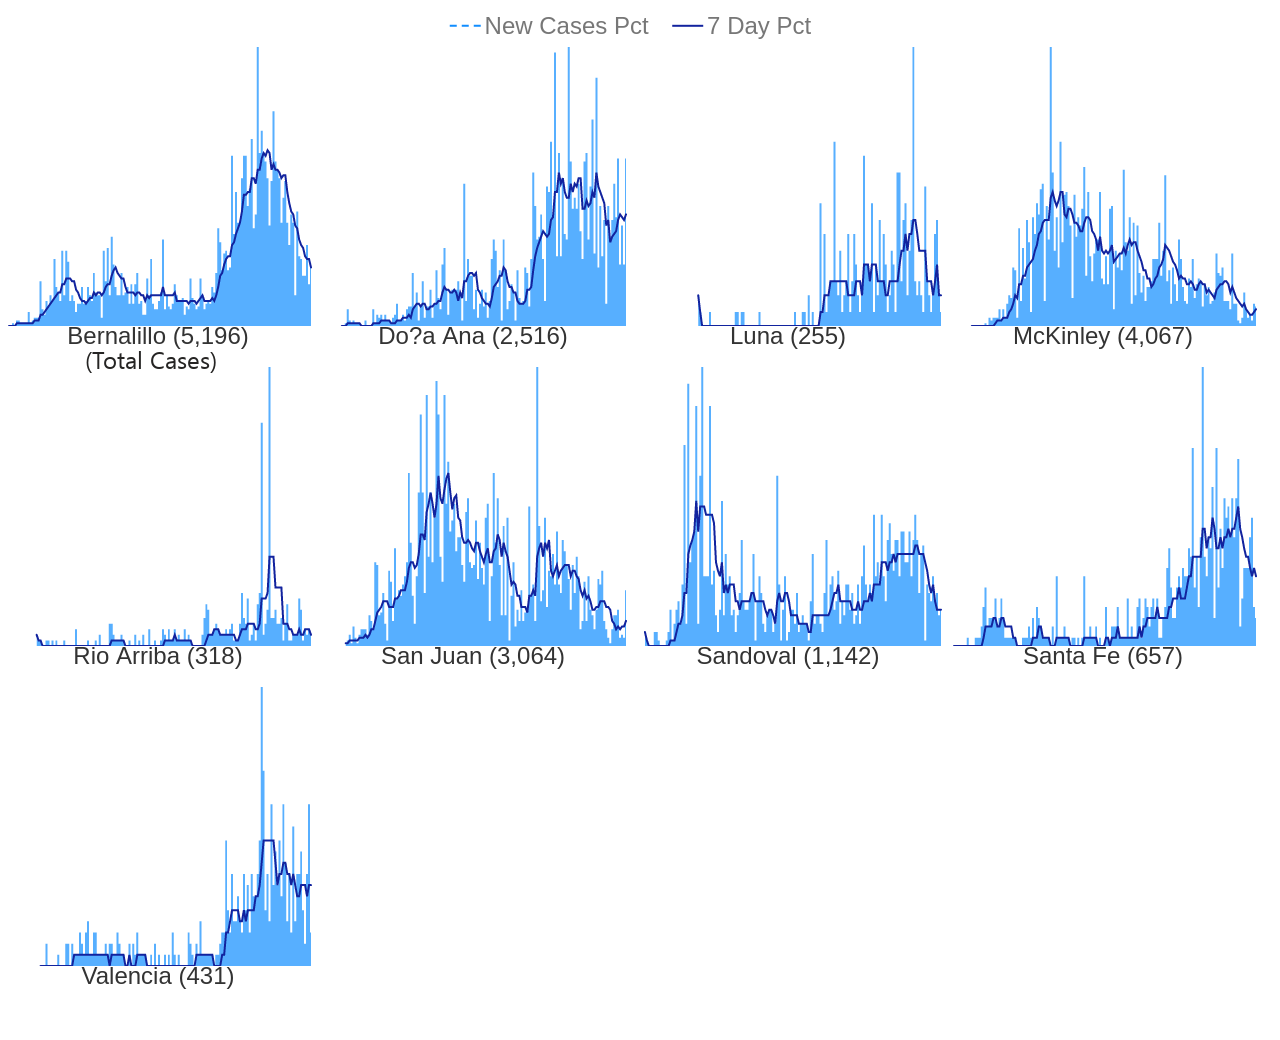 New Cases Pct 7 Day Pct
Bernalillo (5,196) Do?a Ana (2,516) Luna (255) McKinley (4,067)
(Total Cases)
Rio Arriba (318) San Juan (3,064) Sandoval (1,142) Santa Fe (657)
Valencia (431)